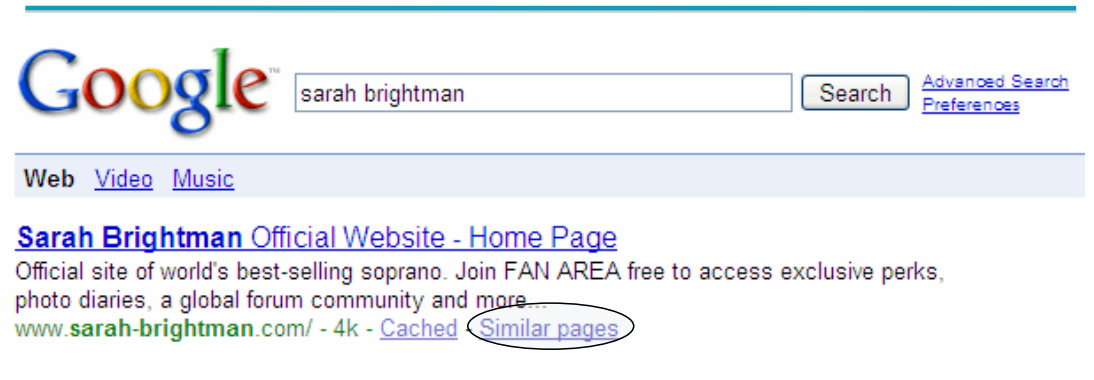 Google™ sarah brightman Search Advanced Search
Preferences
Web Video Music
Sarah Brightman Official Website - Home Page
Official site of world's best-selling soprano. Join FAN AREA free to access exclusive perks,
photo diaries, a global forum community and more...
www.sarah-brightman.com/ - 4k - Cached - Similar pages